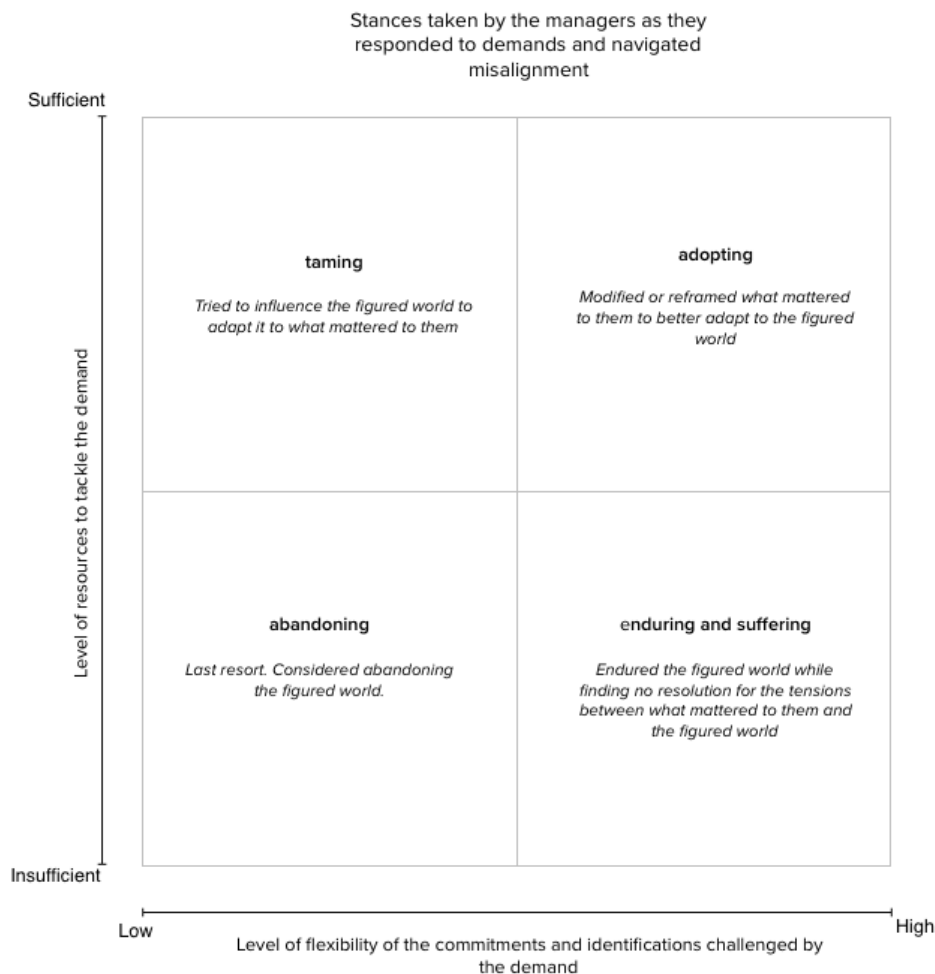 Stances taken by the managers as they
responded to demands and navigated
misalignment
Sufficient
taming
Tried to influence the figured world to
adapt it to what mattered to them
adopting
Modified or reframed what mattered
to them to better adapt to the figured
world
Level of resources to tackle the demand
abandoning
Last resort. Considered abandoning
the figured world.
enduring and suffering
Endured the figured world while
finding no resolution for the tensions
between what mattered to them and
the figured world
Insufficient
Low
High
Level of flexibility of the commitments and identifications challenged by
the demand